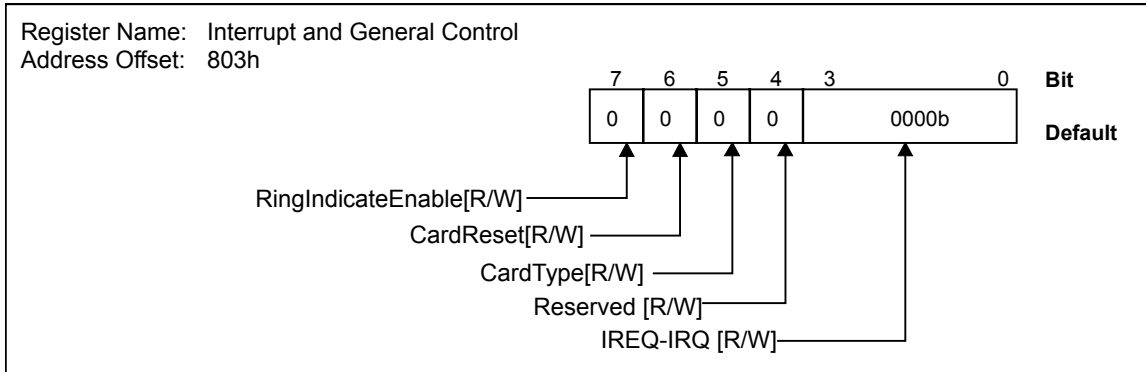 Register Name: Interrupt and General Control
Address Offset: 803h
7 6 5 4 3 0 Bit
0 0 0 0 0000b Default
RingIndicateEnable[R/W]
CardReset[R/W]
CardType[R/W]
Reserved [R/W]
IREQ-IRQ [R/W]